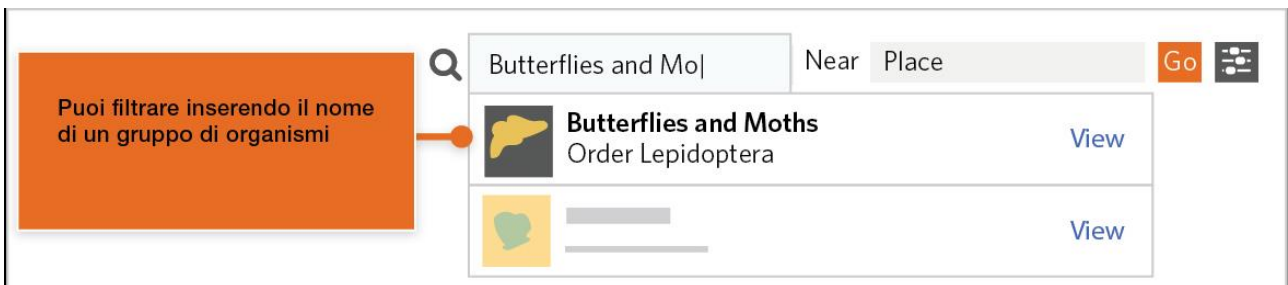 Puoi filtrare inserendo il nome
di un gruppo di organismi
Butterflies and Mo
Near Place Go
Butterflies and Moths
Order Lepidoptera
View
View